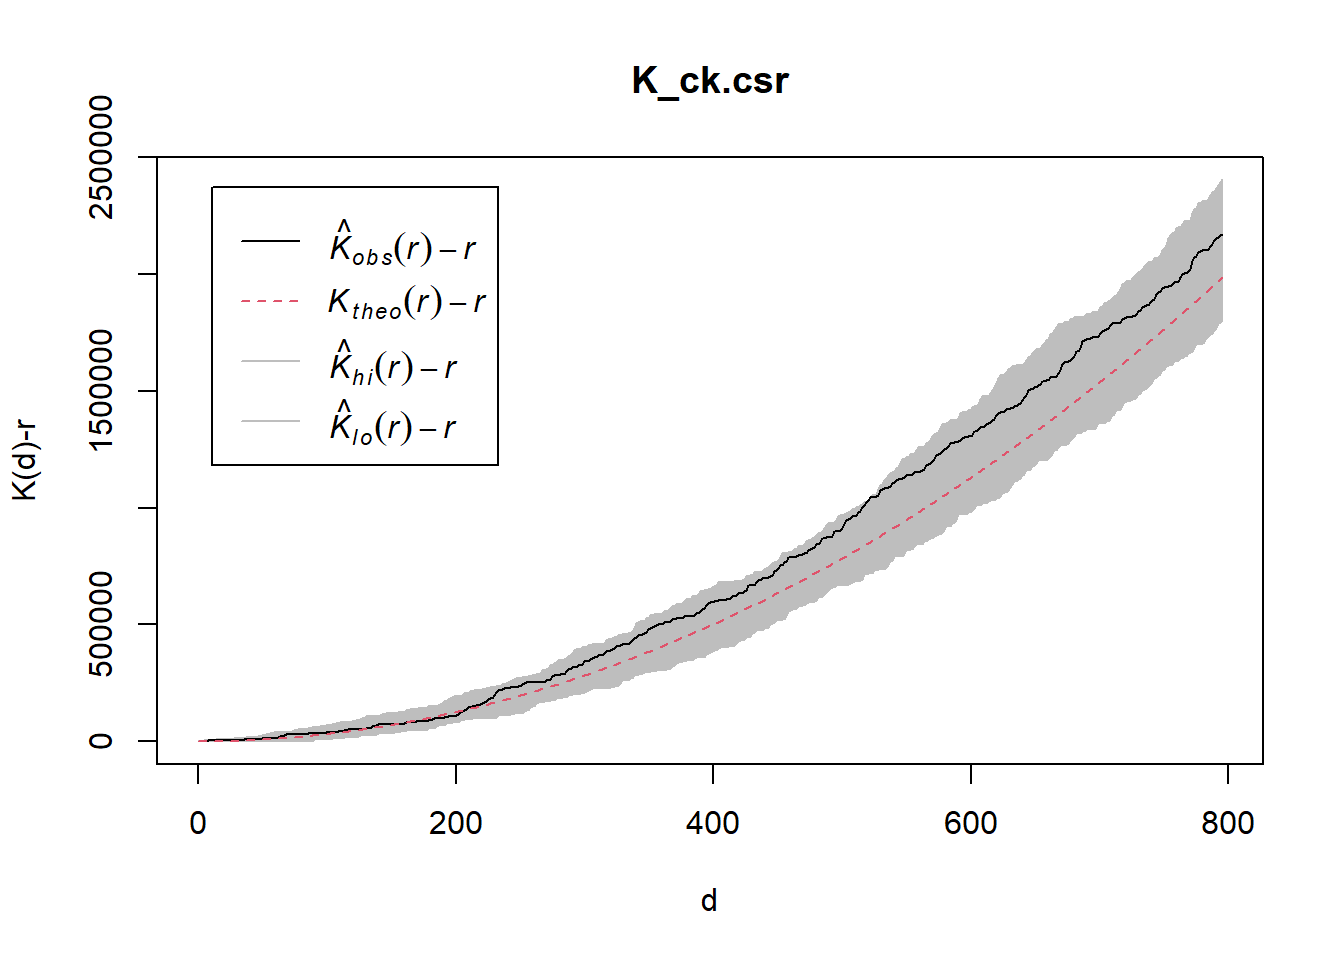 K_ck.csr
K̂obs(r) − r
Ktheo(r) − r
K̂hi(r) − r
K̂lo(r) − r
K(d)-r
2500000
1500000
500000
0
0 200 400 600 800
d